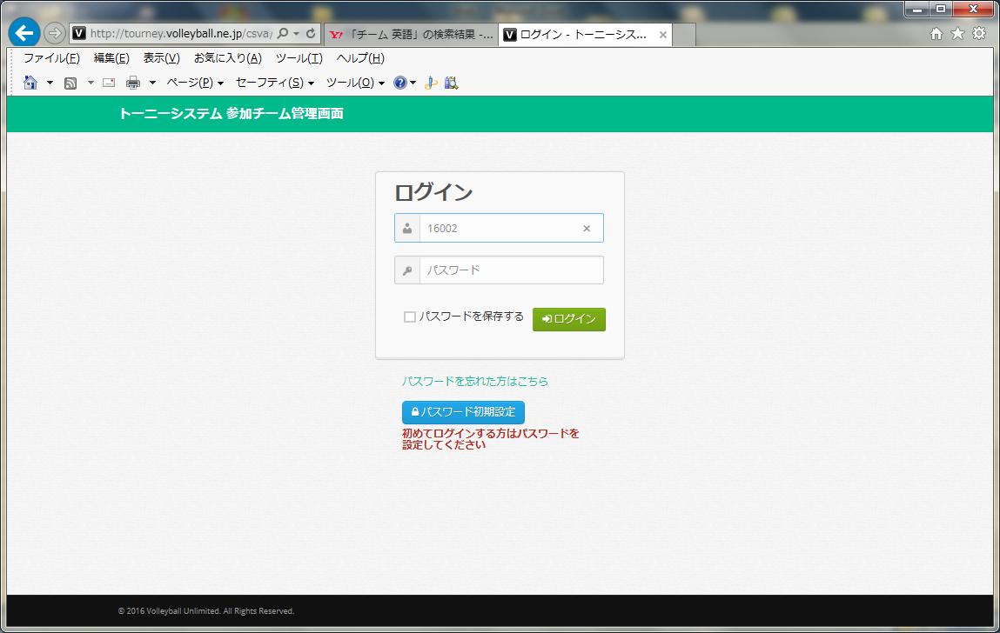 http://tourney.volleyball.ne.jp/csva/
「チーム 英語」の検索結果 -...
ログイン - トーニーシス...
ファイル(F) 編集(E) 表示(V) お気に入り(A) ツール(T) ヘルプ(H)
ページ(P) セーフティ(S) ツール(O)
トーニーシステム 参加チーム管理画面
ログイン
16002
パスワード
パスワードを保存する
ログイン
パスワードを忘れた方はこちら
パスワード初期設定
初めてログインする方はパスワードを
設定してください
© 2016 Volleyball Unlimited. All Rights Reserved.